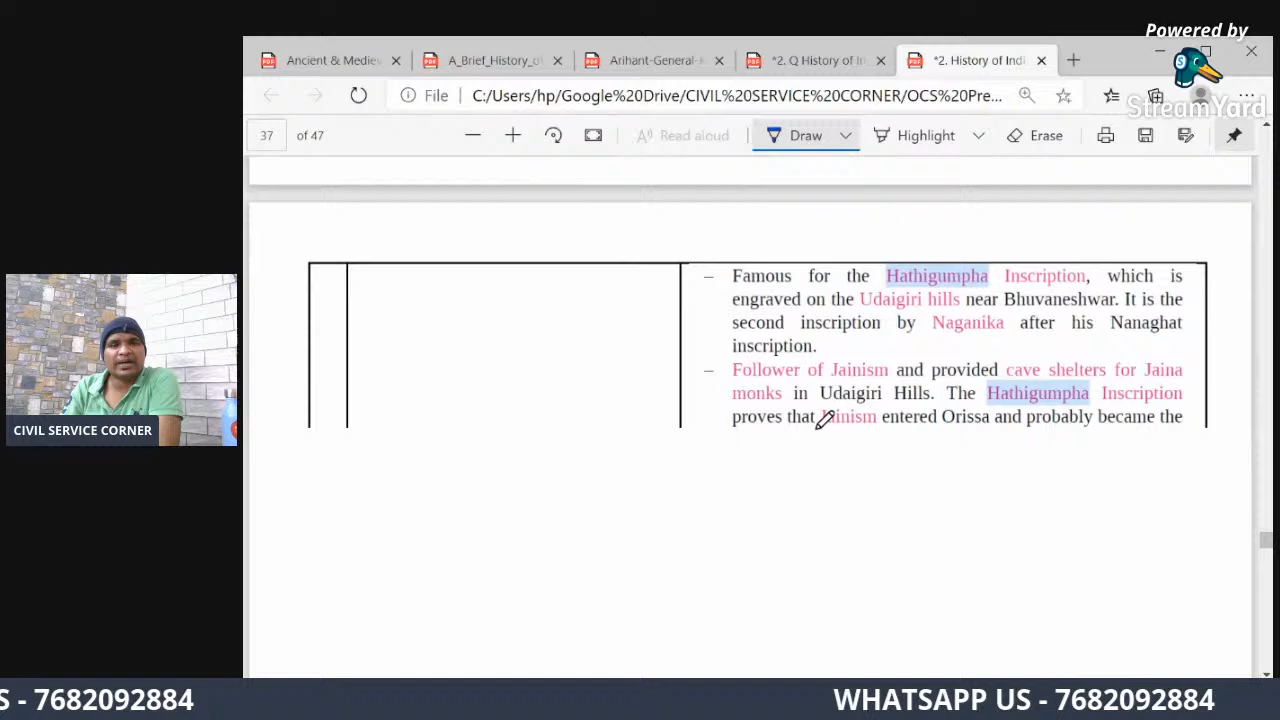 Powered by
StreamYard
Ancient & Mediev
A_Brief_History_o
Arihant-General-
*2. Q History of In
*2. History of Indi
File
C:/Users/hp/Google%20Drive/CIVIL%20SERVICE%20CORNER/OCS%20Pre...
37 of 47
Read aloud
Draw
Highlight
Erase
– Famous for the Hathigumpha Inscription, which is
engraved on the Udaigiri hills near Bhuvaneshwar. It is the
second inscription by Naganika after his Nanaghat
inscription.
– Follower of Jainism and provided cave shelters for Jaina
monks in Udaigiri Hills. The Hathigumpha Inscription
proves that Jainism entered Orissa and probably became the
CIVIL SERVICE CORNER
S - 7682092884
WHATSAPP US - 7682092884